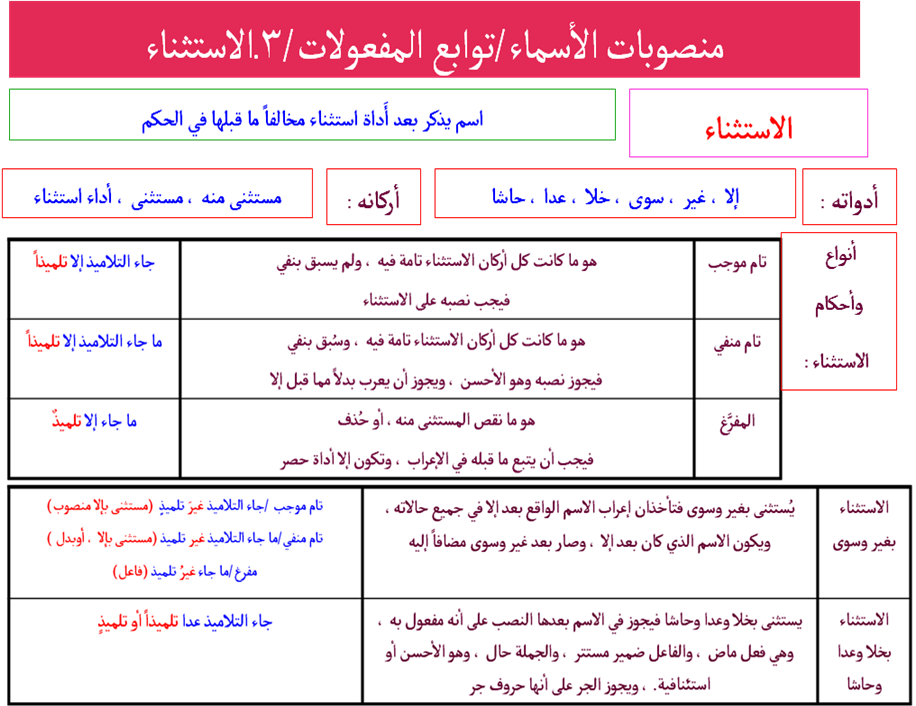 منصوبات الأسماء/توابع المفعولات/٣.الاستثناء
الاستثناء
اسم يذكر بعد أَداة استثناء مخالفاً ما قبلها في الحكم
أدواته :
إلا ، غير ، سوى ، خلا ، عدا ، حاشا
أركانه :
مستثنى منه ، مستثنى ، أداء استثناء
أنواع
وأحكام
الاستثناء :
تام موجب
هو ما كانت كل أركان الاستثناء تامة فيه ، ولم يسبق بنفي
فيجب نصبه على الاستثناء
جاء التلاميذ إلا تلميذاً
تام منفي
هو ما كانت كل أركان الاستثناء تامة فيه ، وسُبق بنفي
فيجوز نصبه وهو الأحسن ، ويجوز أن يعرب بدلاً مما قبل إلا
ما جاء التلاميذ إلا تلميذاً
المفرَّغ
هو ما نقص المستثنى منه ، أو حُذف
فيجب أن يتبع ما قبله في الإعراب ، وتكون إلا أداة حصر
ما جاء إلا تلميذٌ
الاستثناء
بغير وسوى
يُستثنى بغير وسوى فتأخذان إعراب الاسم الواقع بعد إلا في جميع حالاته ،
ويكون الاسم الذي كان بعد إلا ، وصار بعد غير وسوى مضافاً إليه
تام موجب /جاء التلاميذ غيرَ تلميذٍ (مستثنى بإلا منصوب)
تام منفي/ما جاء التلاميذ غير تلميذ (مستثنى بإلا ، أوبدل )
مفرغ/ما جاء غيرُ تلميذ (فاعل)
الاستثناء
بخلا وعدا
وحاشا
يستثنى بخلا وعدا وحاشا فيجوز في الاسم بعدها النصب على أنه مفعول به ،
وهي فعل ماض ، والفاعل ضمير مستتر ، والجملة حال ، وهو الأحسن أو
استئنافية. ، ويجوز الجر على أنها حروف جر
جاء التلاميذ عدا تلميذاً أو تلميذٍ